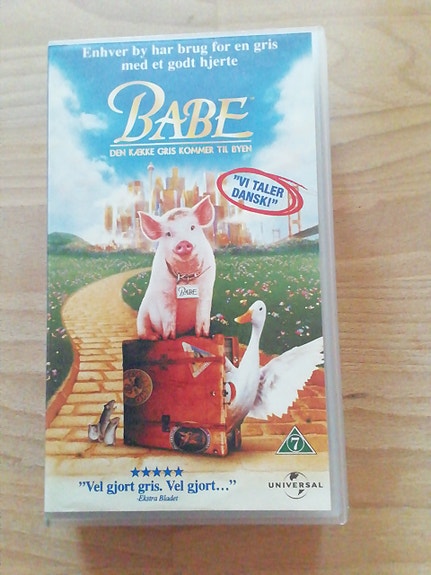 Enhver by har brug for en gris
med et godt hjerte
BABE
DEN KÆKKE GRIS KOMMER TIL BYEN
"VI TALER
DANSK!"
BABE
★★★★★
"Vel gjort gris. Vel gjort..."
-Ekstra Bladet
7
UNIVERSAL